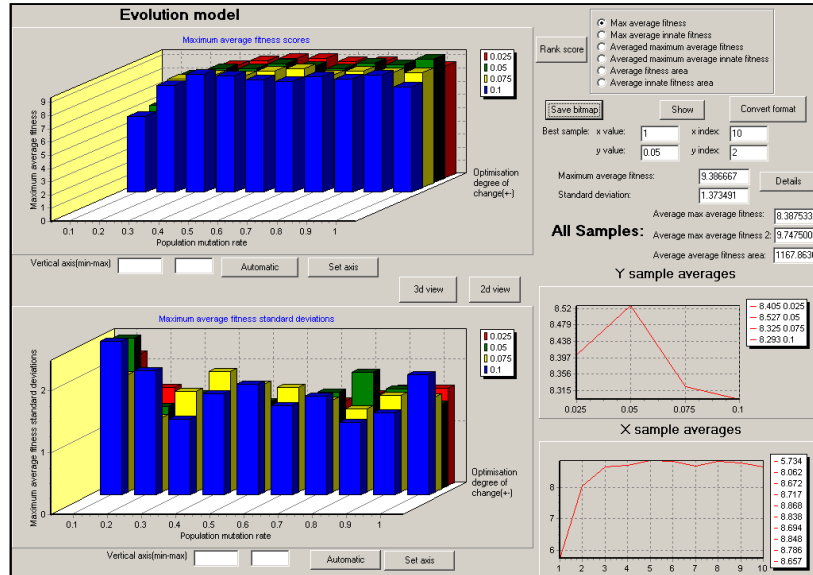 Evolution model
Maximum average fitness scores
Maximum average fitness
9
8
7
6
5
4
3
2
1
0
0.1 0.2 0.3 0.4 0.5 0.6 0.7 0.8 0.9 1
Population mutation rate
Optimisation
degree of
change(+-)
0.025
0.05
0.075
0.1
Vertical axis(min-max)
Automatic
Set axis
3d view
2d view
Maximum average fitness standard deviations
Maximum average fitness standard deviations
2
1
0
0.1 0.2 0.3 0.4 0.5 0.6 0.7 0.8 0.9 1
Population mutation rate
Optimisation
degree of
change(+-)
0.025
0.05
0.075
0.1
Vertical axis(min-max)
Automatic
Set axis
Rank score
Max average fitness
Max average innate fitness
Averaged maximum average fitness
Averaged maximum average innate fitness
Average fitness area
Average innate fitness area
Save bitmap
Show
Convert format
Best sample: x value: 1 x index: 10
y value: 0.05 y index: 2
Maximum average fitness: 9.386667
Standard deviation: 1.373491
Details
All Samples:
Average max average fitness: 8.387533
Average max average fitness 2: 9.747500
Average average fitness area: 1167.863
Y sample averages
8.52
8.479
8.438
8.397
8.356
8.315
0.025 0.05 0.075 0.1
8.405 0.025
8.527 0.05
8.325 0.075
8.293 0.1
X sample averages
8
7
6
1 2 3 4 5 6 7 8 9 10
5.734
8.062
8.672
8.717
8.868
8.838
8.694
8.848
8.786
8.657